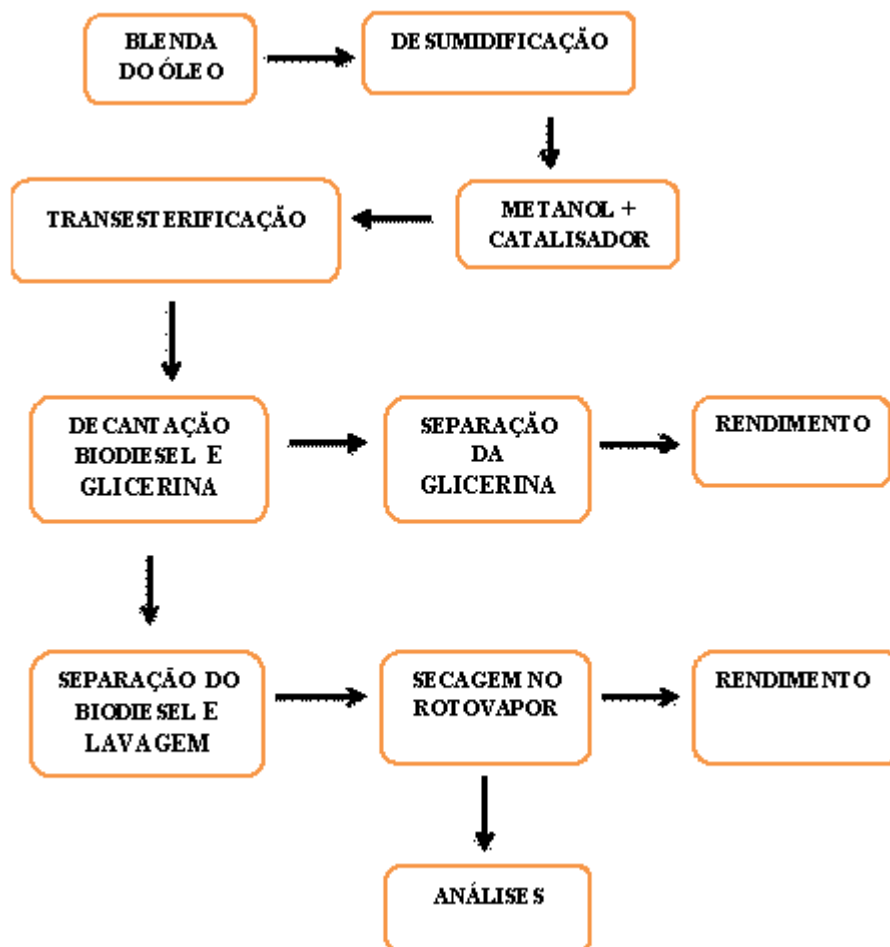 BLENDA
DO ÓLEO
DESUMIDIFICAÇÃO
METANOL +
CATALISADOR
TRANSESTERIFICAÇÃO
DECANTAÇÃO
BIODIESEL E
GLICERINA
SEPARAÇÃO
DA
GLICERINA
RENDIMENTO
SEPARAÇÃO DO
BIODIESEL E
LAVAGEM
SECAGEM NO
ROTOVAPOR
RENDIMENTO
ANÁLISES